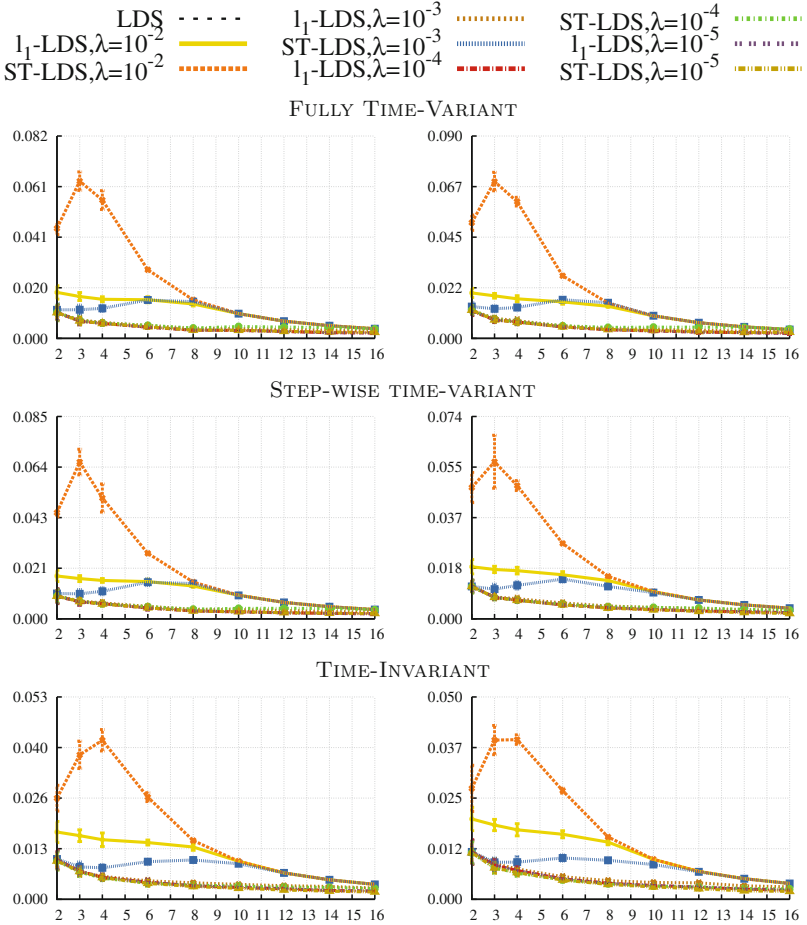 LDS
l₁-LDS,λ=10⁻²
ST-LDS,λ=10⁻²
l₁-LDS,λ=10⁻³
ST-LDS,λ=10⁻³
l₁-LDS,λ=10⁻⁴
ST-LDS,λ=10⁻⁴
l₁-LDS,λ=10⁻⁵
ST-LDS,λ=10⁻⁵
FULLY TIME-VARIANT
0.082
0.061
0.041
0.020
0.000
2 3 4 5 6 7 8 9 10 11 12 13 14 15 16
0.090
0.067
0.045
0.022
0.000
2 3 4 5 6 7 8 9 10 11 12 13 14 15 16
STEP-WISE TIME-VARIANT
0.085
0.064
0.043
0.021
0.000
2 3 4 5 6 7 8 9 10 11 12 13 14 15 16
0.074
0.055
0.037
0.018
0.000
2 3 4 5 6 7 8 9 10 11 12 13 14 15 16
TIME-INVARIANT
0.053
0.040
0.026
0.013
0.000
2 3 4 5 6 7 8 9 10 11 12 13 14 15 16
0.050
0.037
0.025
0.012
0.000
2 3 4 5 6 7 8 9 10 11 12 13 14 15 16